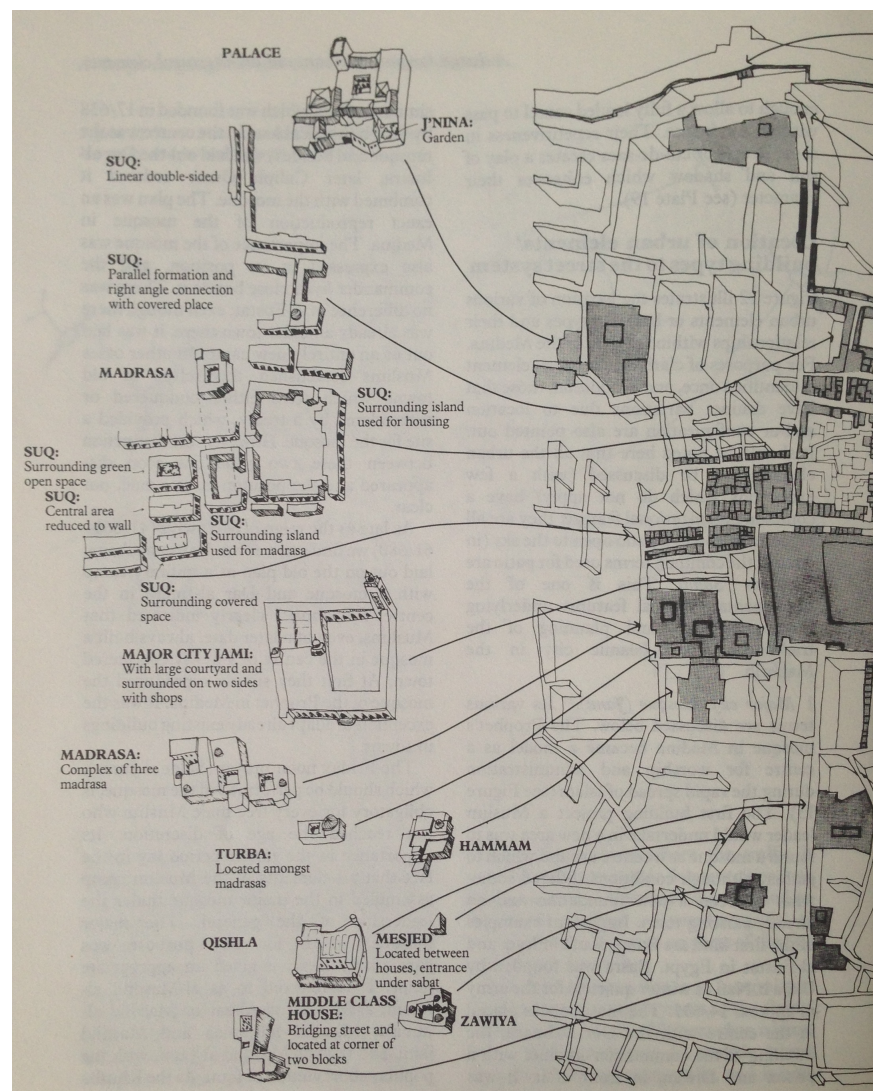 PALACE
J'NINA:
Garden
SUQ:
Linear double-sided
SUQ:
Parallel formation and
right angle connection
with covered place
MADRASA
SUQ:
Surrounding island
used for housing
SUQ:
Surrounding green
open space
SUQ:
Central area
reduced to wall
SUQ:
Surrounding island
used for madrasa
SUQ:
Surrounding covered
space
MAJOR CITY JAMI:
With large courtyard and
surrounded on two sides
with shops
MADRASA:
Complex of three
madrasa
TURBA:
Located amongst
madrasas
HAMMAM
QISHLA
MESJED
Located between
houses, entrance
under sabat
MIDDLE CLASS
HOUSE:
Bridging street and
located at corner of
two blocks
ZAWIYA